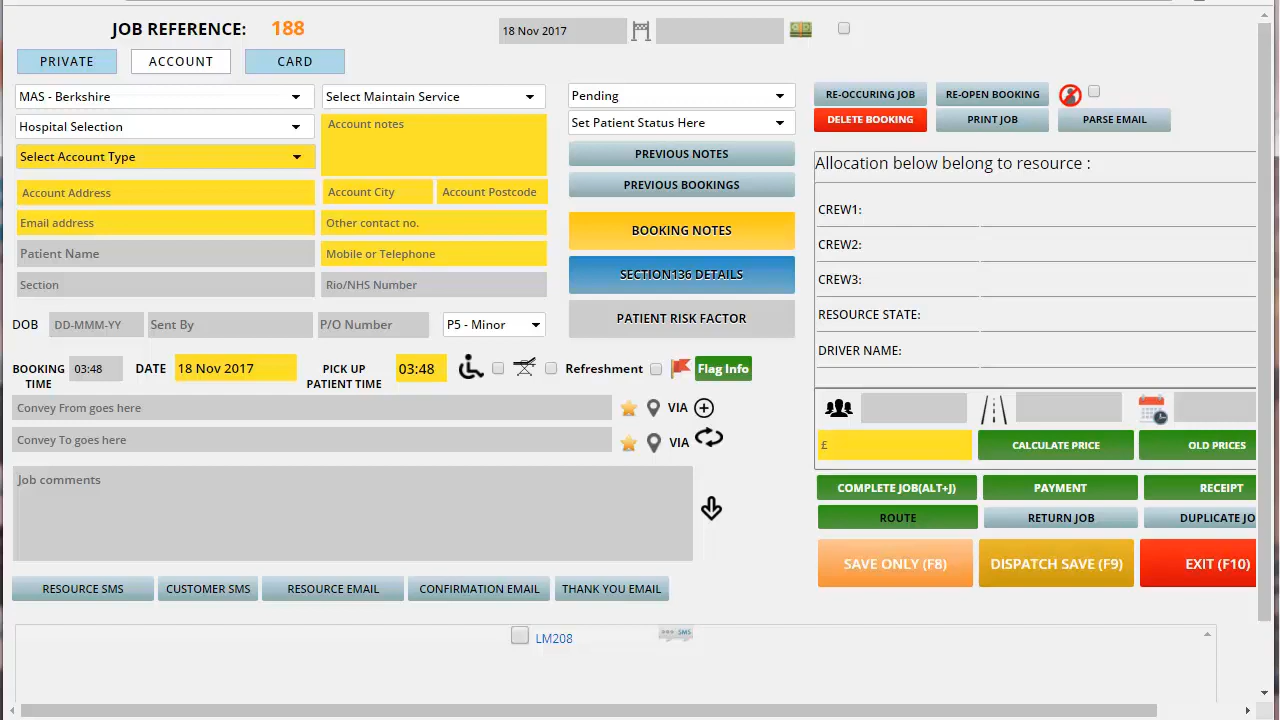 JOB REFERENCE: 188
18 Nov 2017
PRIVATE ACCOUNT CARD
MAS - Berkshire Select Maintain Service Pending
Hospital Selection Account notes Set Patient Status Here
Select Account Type PREVIOUS NOTES
Account Address Account City Account Postcode PREVIOUS BOOKINGS
Email address Other contact no. BOOKING NOTES
Patient Name Mobile or Telephone
Section Rio/NHS Number SECTION136 DETAILS
PATIENT RISK FACTOR
DOB DD-MMM-YY Sent By P/O Number P5 - Minor
BOOKING TIME 03:48 DATE 18 Nov 2017 PICK UP PATIENT TIME 03:48 Refreshment Flag Info
Convey From goes here VIA
Convey To goes here VIA
Job comments
RESOURCE SMS CUSTOMER SMS RESOURCE EMAIL CONFIRMATION EMAIL THANK YOU EMAIL
LM208 SMS
RE-OCCURING JOB RE-OPEN BOOKING
DELETE BOOKING PRINT JOB PARSE EMAIL
Allocation below belong to resource :
CREW1:
CREW2:
CREW3:
RESOURCE STATE:
DRIVER NAME:
£ CALCULATE PRICE OLD PRICES
COMPLETE JOB(ALT+J) PAYMENT RECEIPT
ROUTE RETURN JOB DUPLICATE JO
SAVE ONLY (F8) DISPATCH SAVE (F9) EXIT (F10)